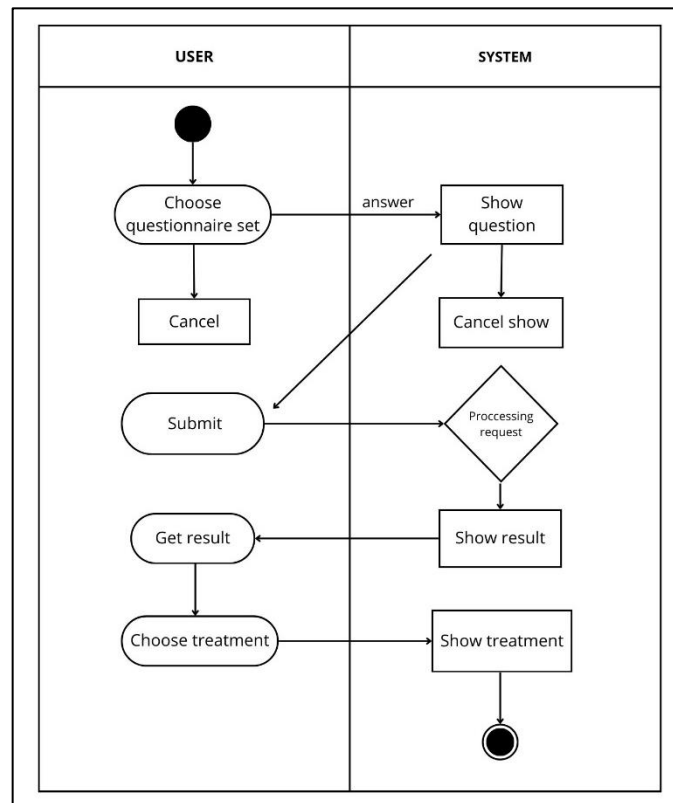 USER
SYSTEM
Choose
questionnaire set
answer
Show
question
Cancel
Cancel show
Submit
Proccessing
request
Get result
Show result
Choose treatment
Show treatment